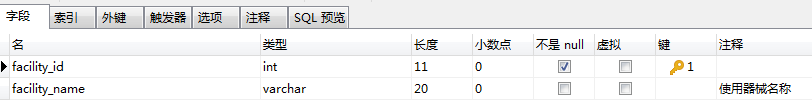 字段 索引 外键 触发器 选项 注释 SQL 预览
名 类型 长度 小数点 不是 null 虚拟 键 注释
facility_id int 11 0 1
facility_name varchar 20 0 使用器械名称